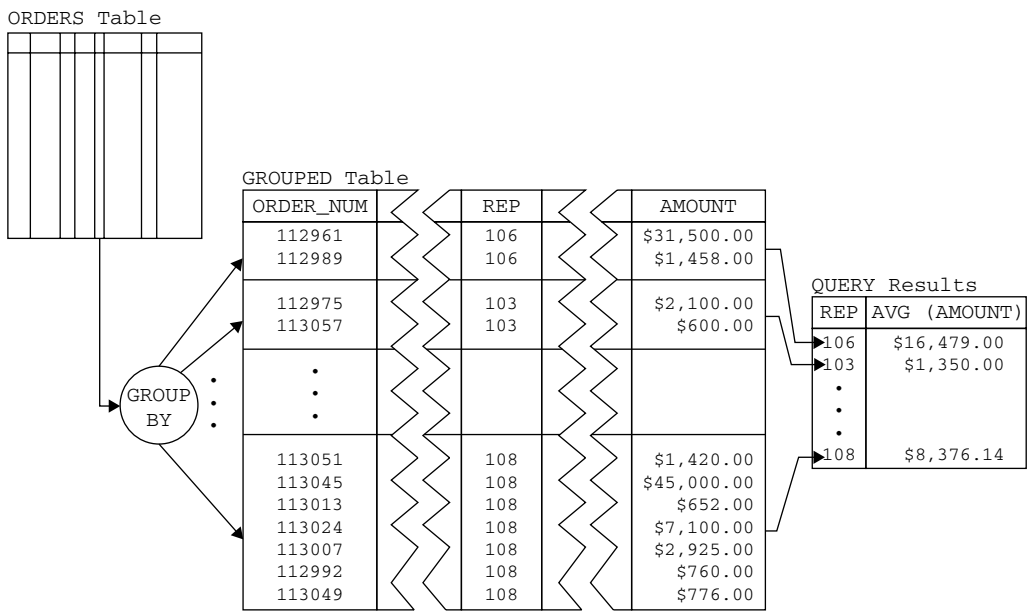 ORDERS Table
GROUPED Table
ORDER_NUM REP AMOUNT
112961 106 $31,500.00
112989 106 $1,458.00
112975 103 $2,100.00
113057 103 $600.00
113051 108 $1,420.00
113045 108 $45,000.00
113013 108 $652.00
113024 108 $7,100.00
113007 108 $2,925.00
112992 108 $760.00
113049 108 $776.00
GROUP
BY
QUERY Results
REP AVG (AMOUNT)
106 $16,479.00
103 $1,350.00
108 $8,376.14